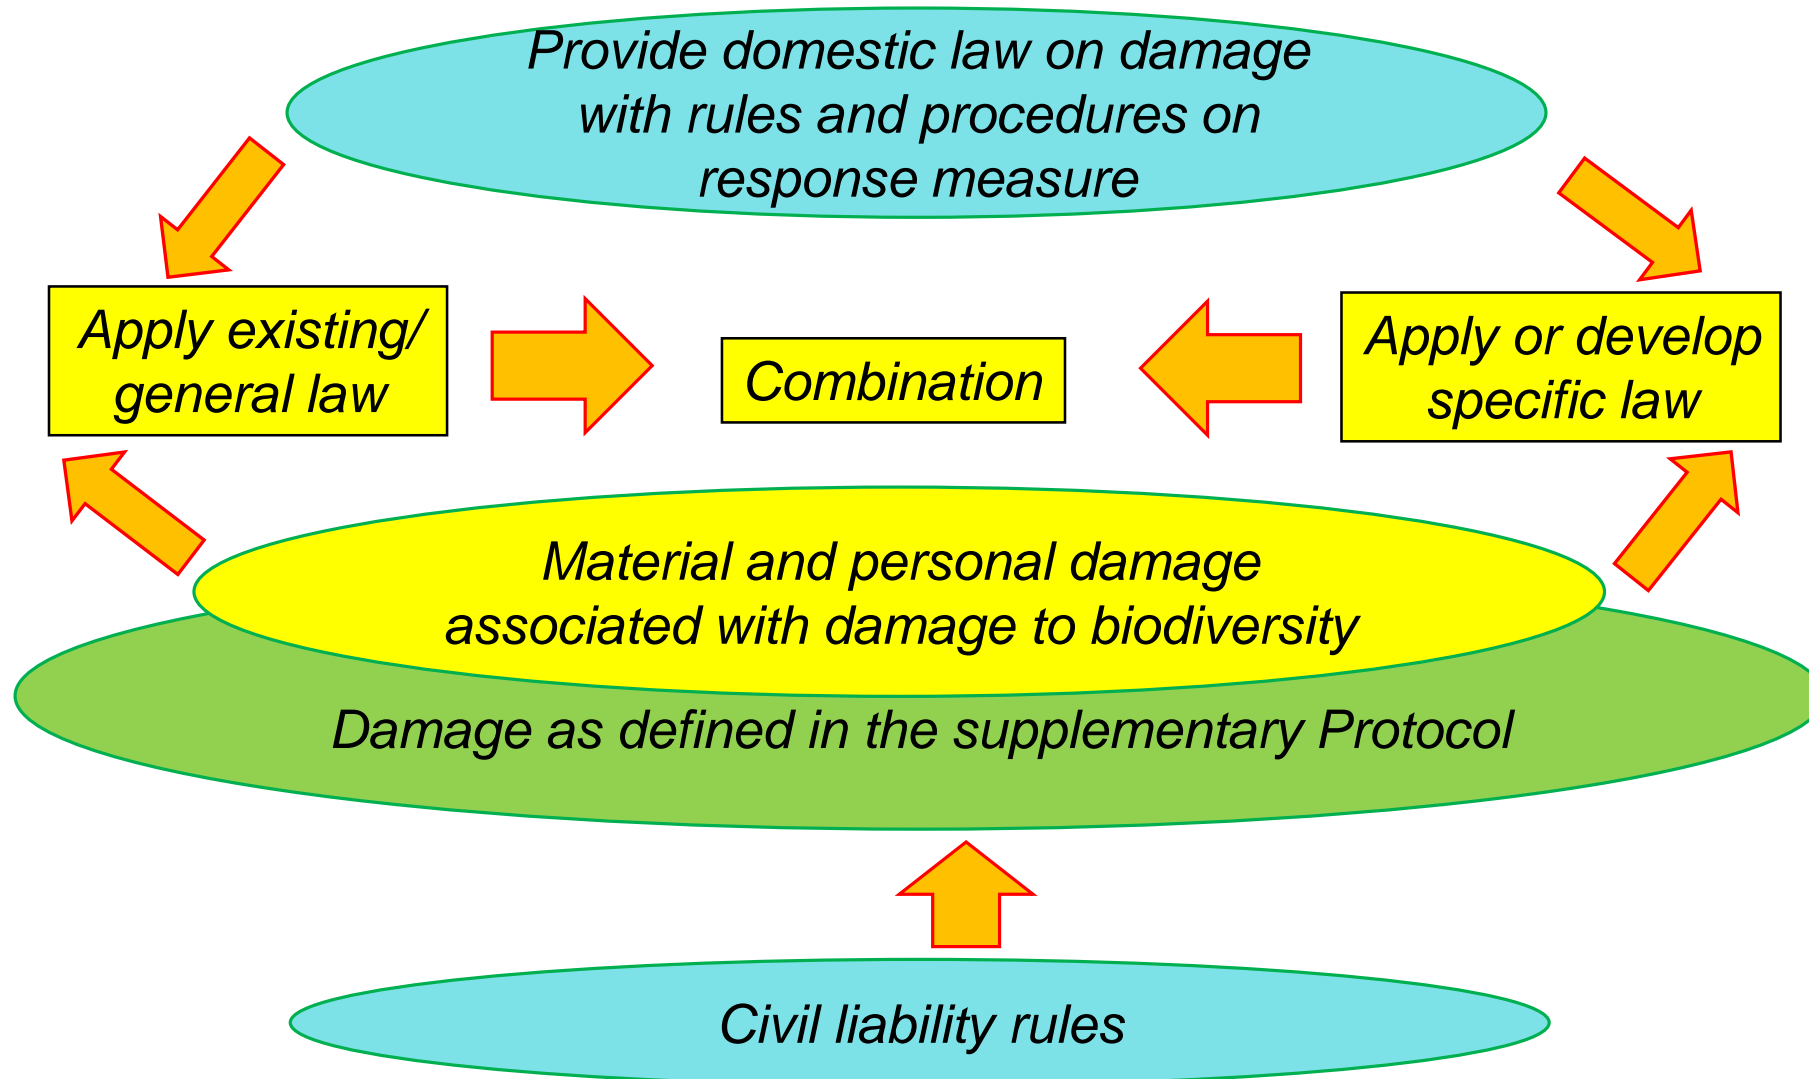 Provide domestic law on damage
with rules and procedures on
response measure
Apply existing/
general law
Combination
Apply or develop
specific law
Material and personal damage
associated with damage to biodiversity
Damage as defined in the supplementary Protocol
Civil liability rules